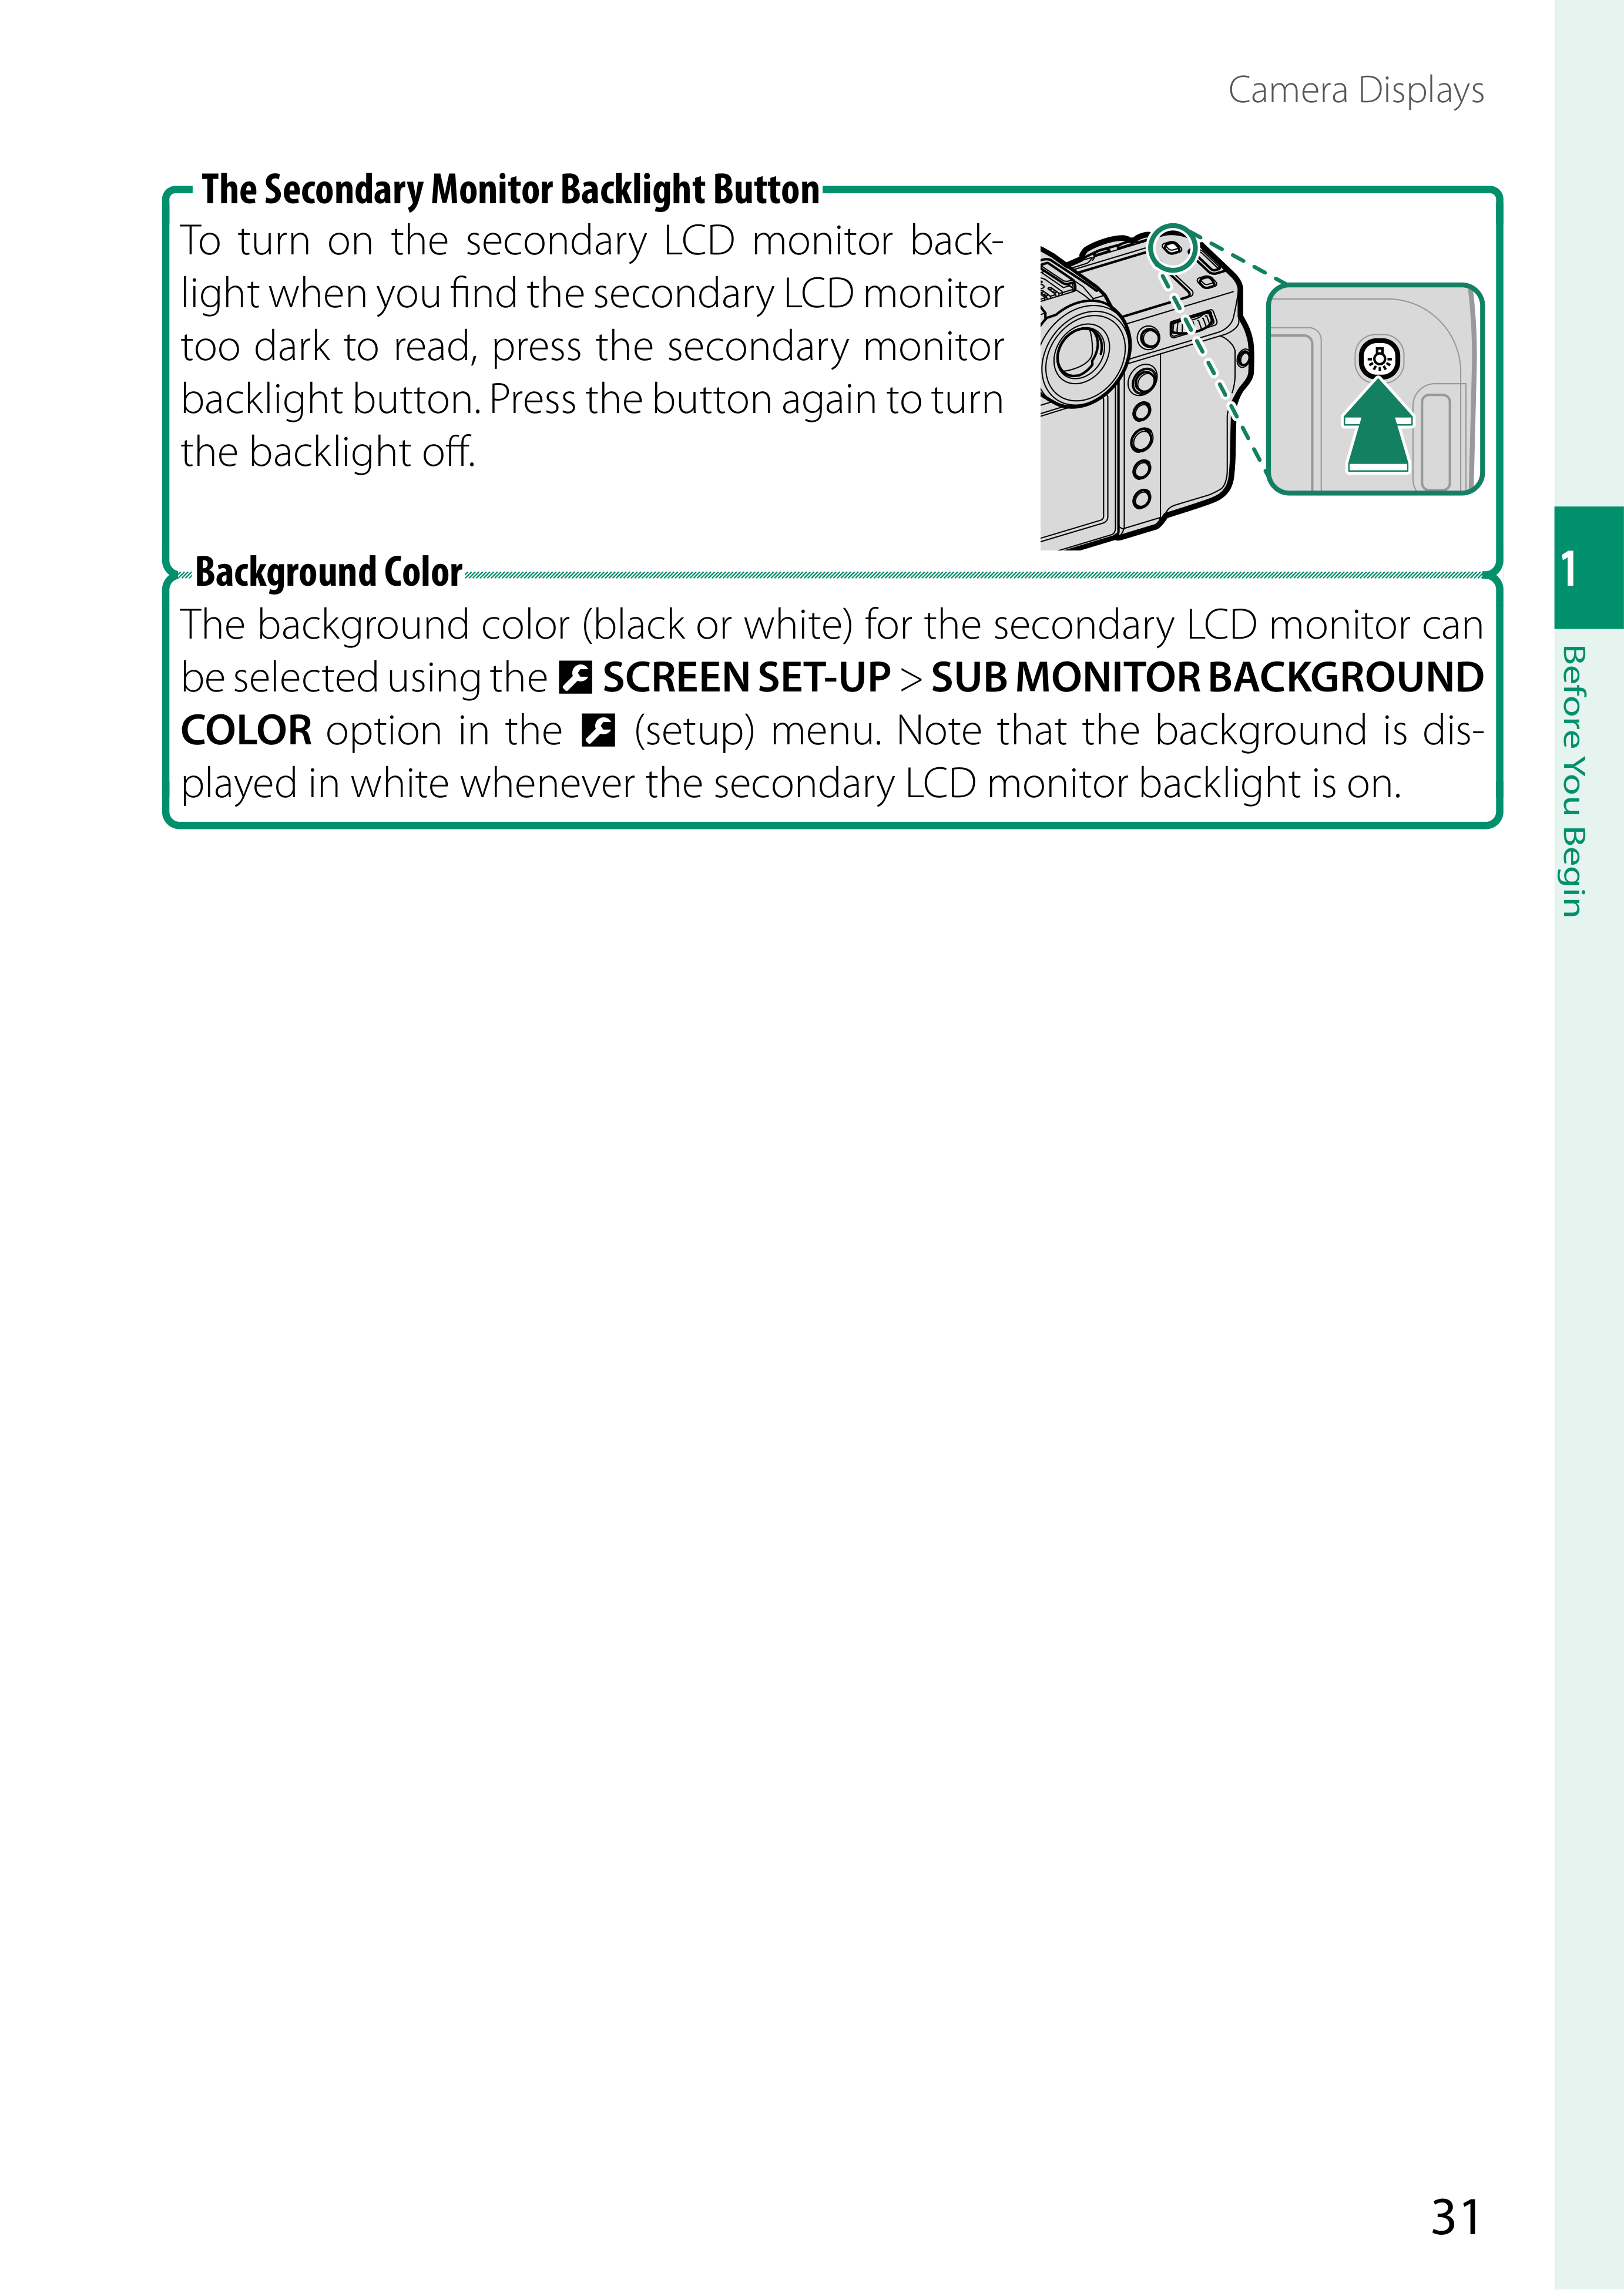 Camera Displays
The Secondary Monitor Backlight Button
To turn on the secondary LCD monitor back-
light when you find the secondary LCD monitor
too dark to read, press the secondary monitor
backlight button. Press the button again to turn
the backlight off.
Background Color
The background color (black or white) for the secondary LCD monitor can
be selected using the SCREEN SET-UP > SUB MONITOR BACKGROUND
COLOR option in the (setup) menu. Note that the background is dis-
played in white whenever the secondary LCD monitor backlight is on.
1
Before You Begin
31